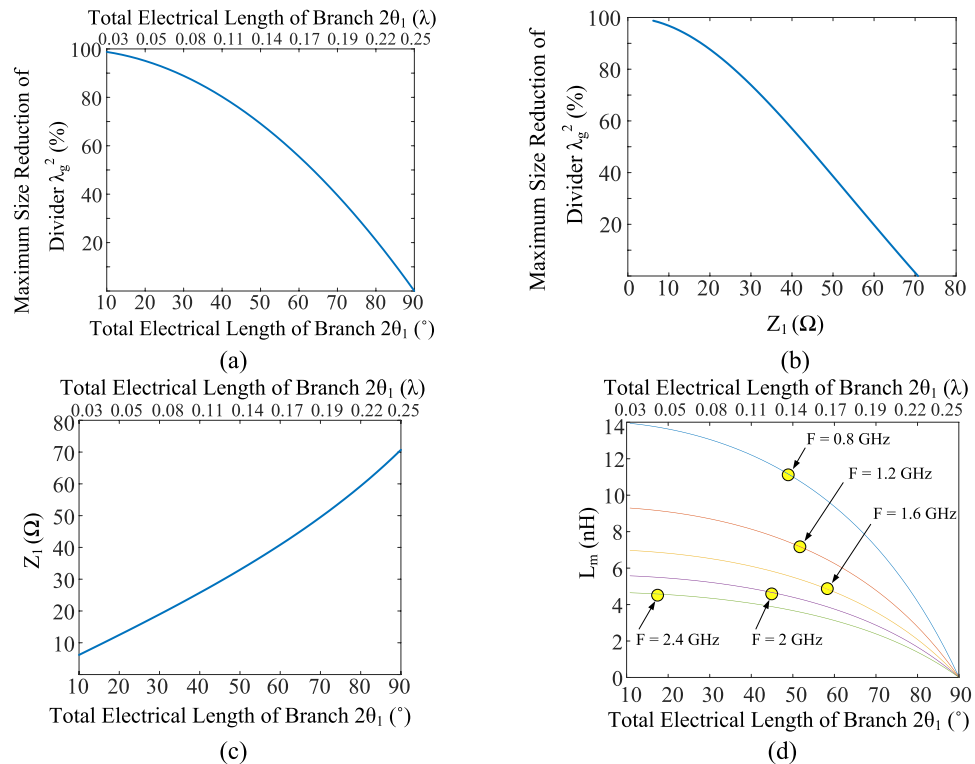 Total Electrical Length of Branch 2θ₁ (λ)
0.03 0.05 0.08 0.11 0.14 0.17 0.19 0.22 0.25
Maximum Size Reduction of
Divider λg² (%)
100
80
60
40
20
10 20 30 40 50 60 70 80 90
Total Electrical Length of Branch 2θ₁ (°)
(a)
Maximum Size Reduction of
Divider λg² (%)
100
80
60
40
20
0 10 20 30 40 50 60 70 80
Z₁ (Ω)
(b)
Total Electrical Length of Branch 2θ₁ (λ)
0.03 0.05 0.08 0.11 0.14 0.17 0.19 0.22 0.25
Z₁ (Ω)
80
70
60
50
40
30
20
10
10 20 30 40 50 60 70 80 90
Total Electrical Length of Branch 2θ₁ (°)
(c)
Total Electrical Length of Branch 2θ₁ (λ)
0.03 0.05 0.08 0.11 0.14 0.17 0.19 0.22 0.25
Lm (nH)
14
12
10
8
6
4
2
0
F = 0.8 GHz
F = 1.2 GHz
F = 1.6 GHz
F = 2.4 GHz
F = 2 GHz
10 20 30 40 50 60 70 80 90
Total Electrical Length of Branch 2θ₁ (°)
(d)